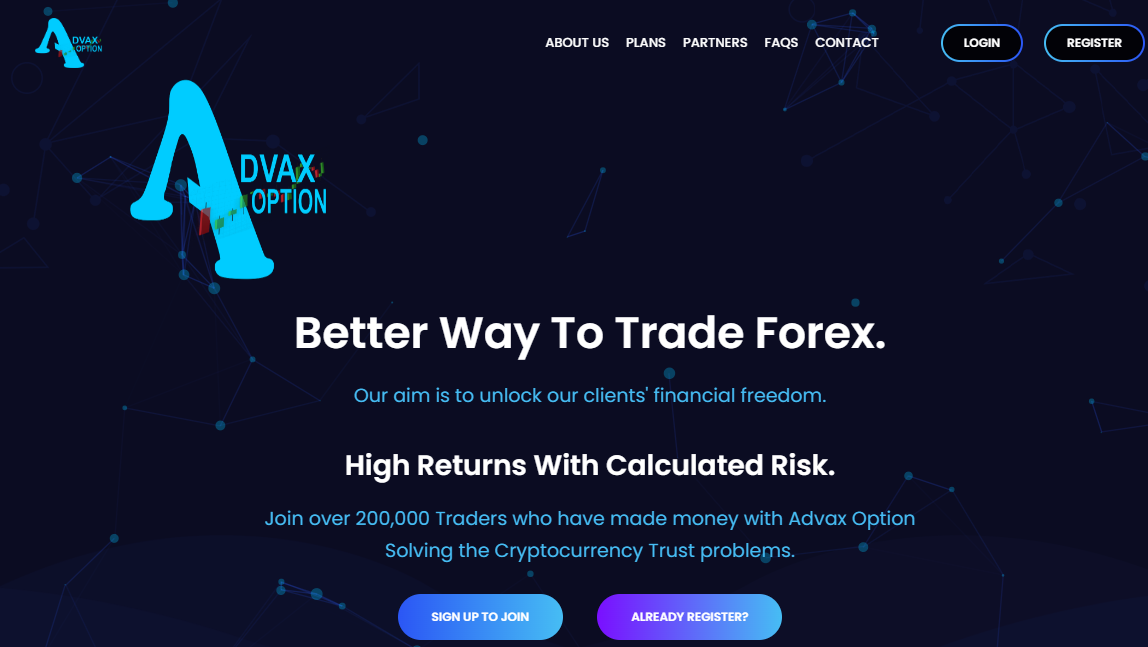 ADVAX
OPTION
ABOUT US PLANS PARTNERS FAQS CONTACT LOGIN REGISTER
ADVAX
OPTION
Better Way To Trade Forex.
Our aim is to unlock our clients' financial freedom.
High Returns With Calculated Risk.
Join over 200,000 Traders who have made money with Advax Option
Solving the Cryptocurrency Trust problems.
SIGN UP TO JOIN ALREADY REGISTER?